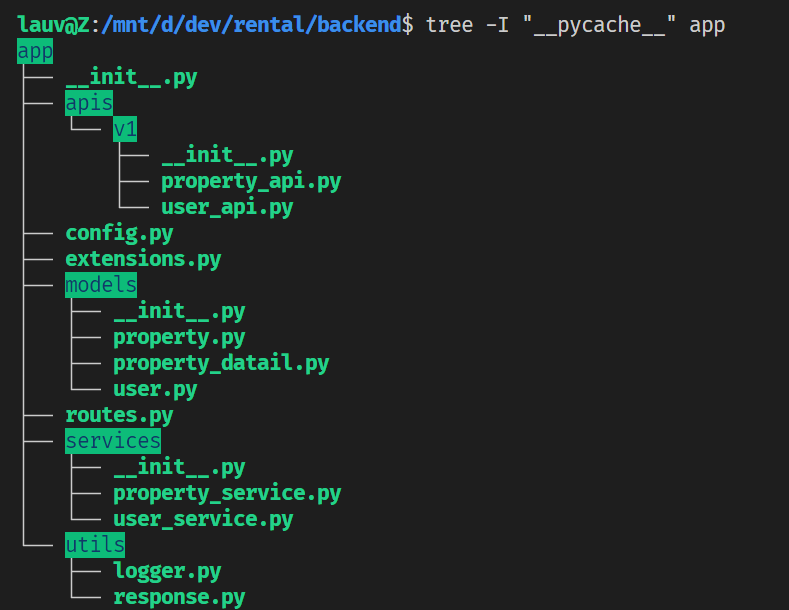 lauv@Z:/mnt/d/dev/rental/backend$ tree -I "__pycache__" app
app
├── __init__.py
├── apis
│   └── v1
│       ├── __init__.py
│       ├── property_api.py
│       └── user_api.py
├── config.py
├── extensions.py
├── models
│   ├── __init__.py
│   ├── property.py
│   ├── property_datail.py
│   └── user.py
├── routes.py
├── services
│   ├── __init__.py
│   ├── property_service.py
│   └── user_service.py
└── utils
    ├── logger.py
    └── response.py